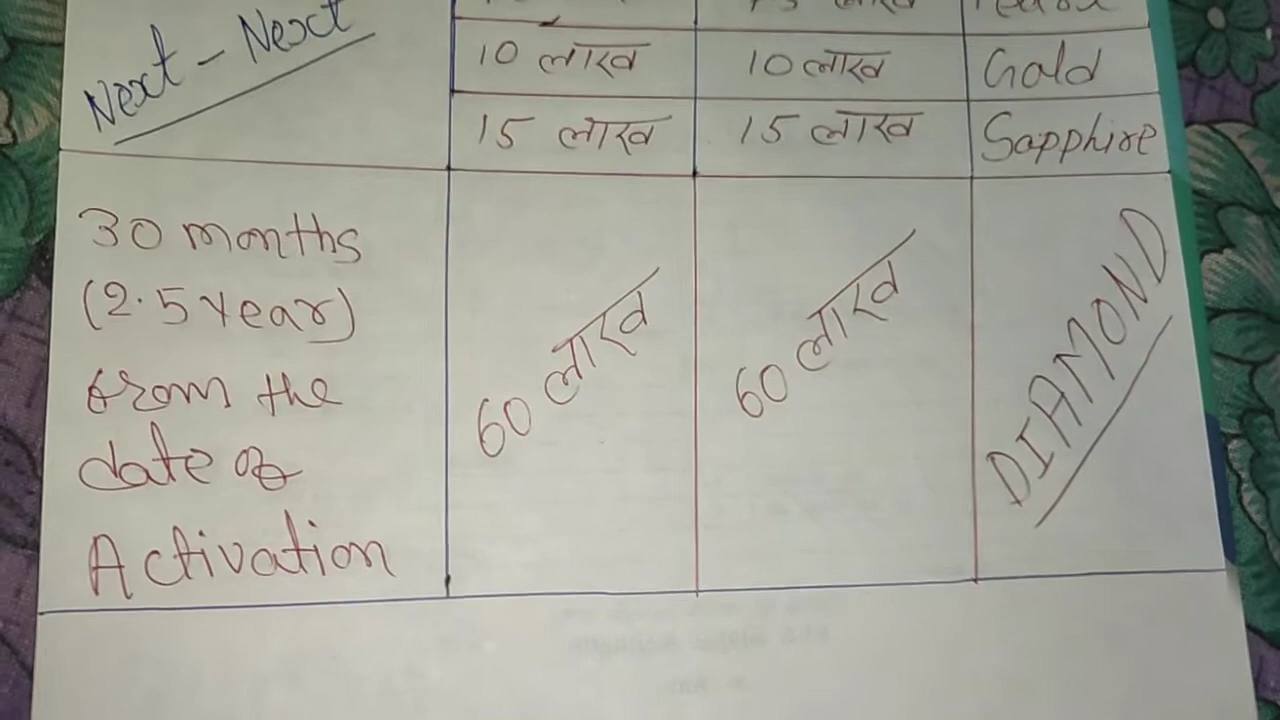 Next - Next
10 लाख 10 लाख Gold
15 लाख 15 लाख Sapphire
30 months
(2.5 Year)
from the
date of
Activation
60 लाख 60 लाख DIAMOND